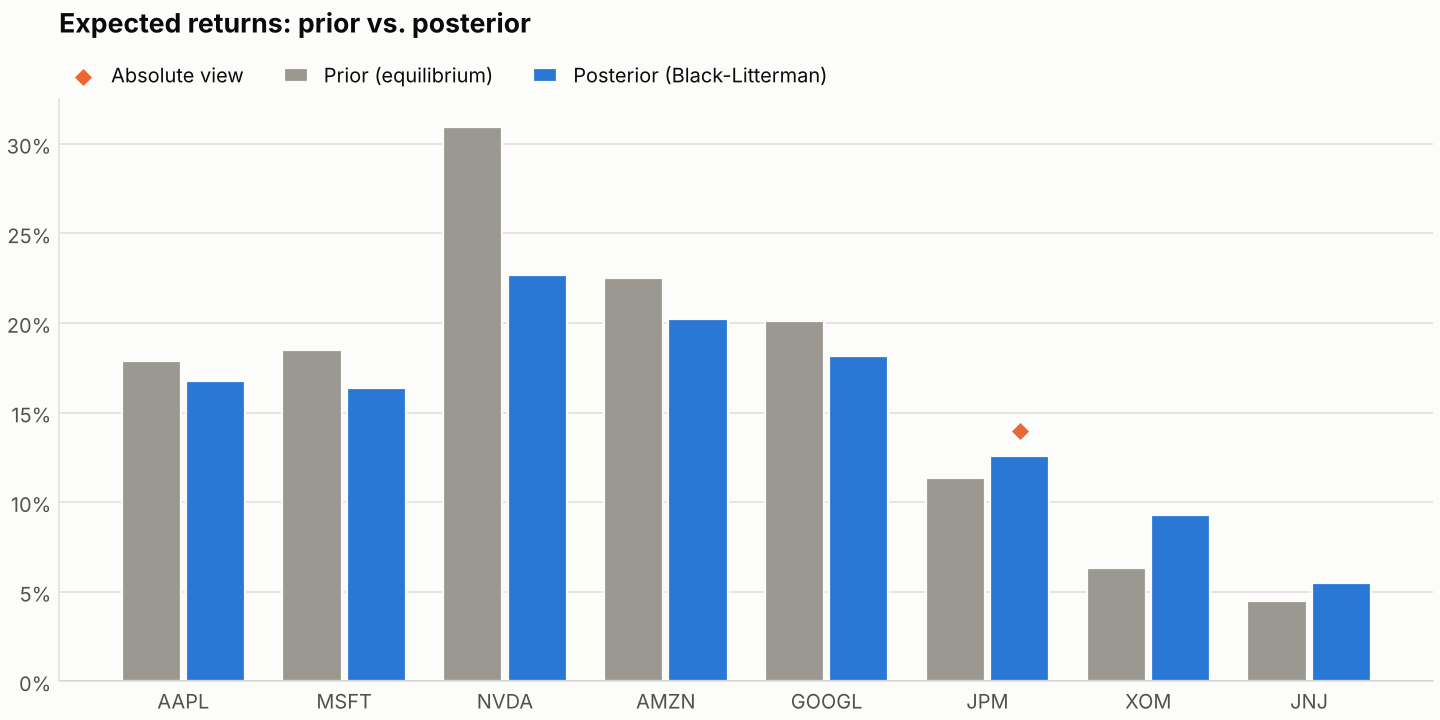 Expected returns: prior vs. posterior
Absolute view Prior (equilibrium) Posterior (Black-Litterman)
30%
25%
20%
15%
10%
5%
0%
AAPL MSFT NVDA AMZN GOOGL JPM XOM JNJ